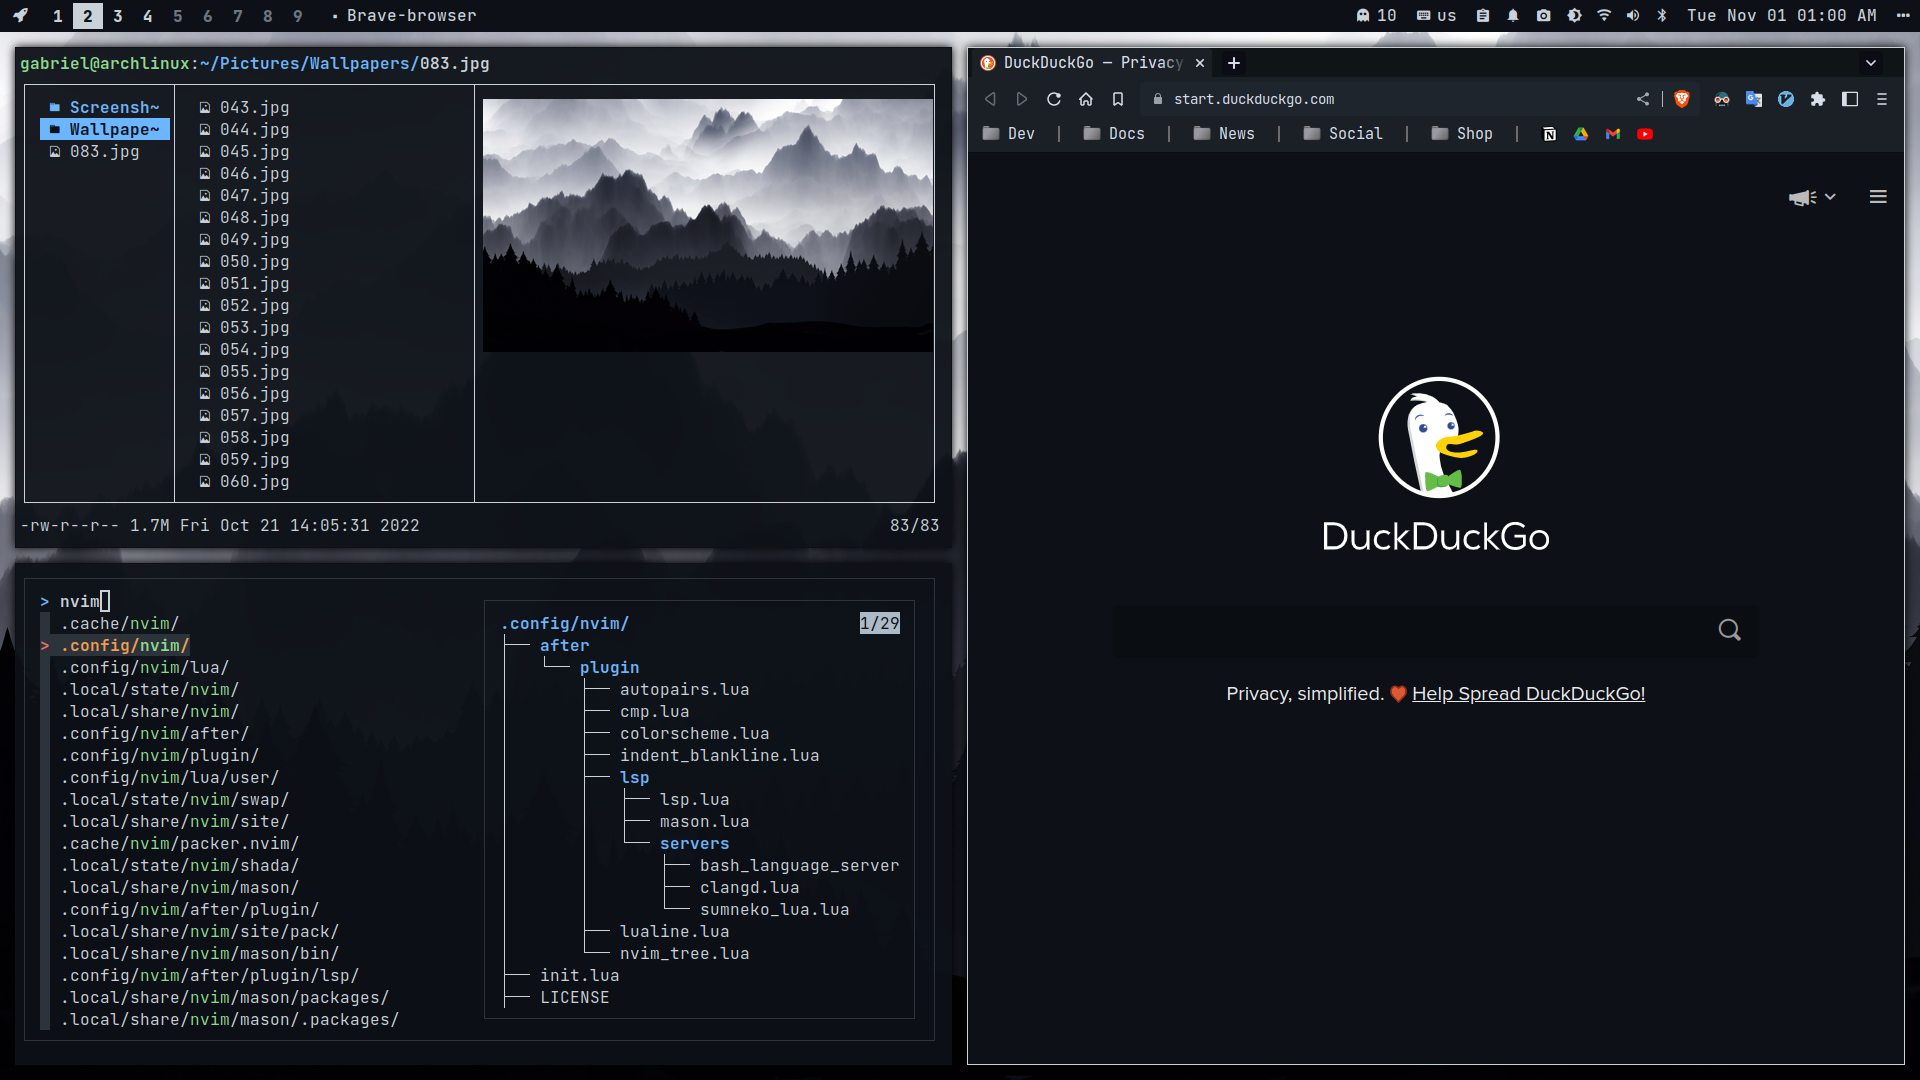 1 2 3 4 5 6 7 8 9 ▪ Brave-browser
10 us Tue Nov 01 01:00 AM
gabriel@archlinux:~/Pictures/Wallpapers/083.jpg
Screensh~
Wallpape~
083.jpg
043.jpg
044.jpg
045.jpg
046.jpg
047.jpg
048.jpg
049.jpg
050.jpg
051.jpg
052.jpg
053.jpg
054.jpg
055.jpg
056.jpg
057.jpg
058.jpg
059.jpg
060.jpg
-rw-r--r-- 1.7M Fri Oct 21 14:05:31 2022 83/83
> nvim
.cache/nvim/
> .config/nvim/
.config/nvim/lua/
.local/state/nvim/
.local/share/nvim/
.config/nvim/after/
.config/nvim/plugin/
.config/nvim/lua/user/
.local/state/nvim/swap/
.local/share/nvim/site/
.cache/nvim/packer.nvim/
.local/state/nvim/shada/
.local/share/nvim/mason/
.config/nvim/after/plugin/
.local/share/nvim/site/pack/
.local/share/nvim/mason/bin/
.config/nvim/after/plugin/lsp/
.local/share/nvim/mason/packages/
.local/share/nvim/mason/.packages/
.config/nvim/ 1/29
├── after
└── plugin
├── autopairs.lua
├── cmp.lua
├── colorscheme.lua
├── indent_blankline.lua
├── lsp
├── lsp.lua
├── mason.lua
└── servers
├── bash_language_server
├── clangd.lua
└── sumneko_lua.lua
├── lualine.lua
└── nvim_tree.lua
├── init.lua
├── LICENSE
DuckDuckGo — Privacy
start.duckduckgo.com
Dev | Docs | News | Social | Shop |
DuckDuckGo
Privacy, simplified. Help Spread DuckDuckGo!